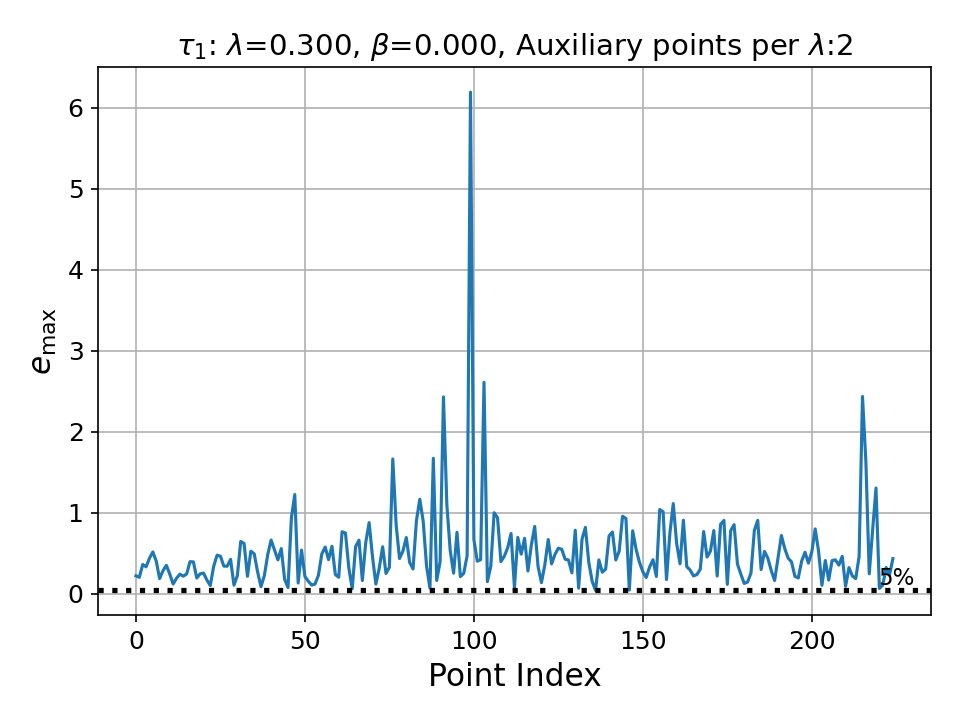 τ₁: λ=0.300, β=0.000, Auxiliary points per λ:2
6
5
4
3
2
1
0
e_max
5%
0 50 100 150 200
Point Index